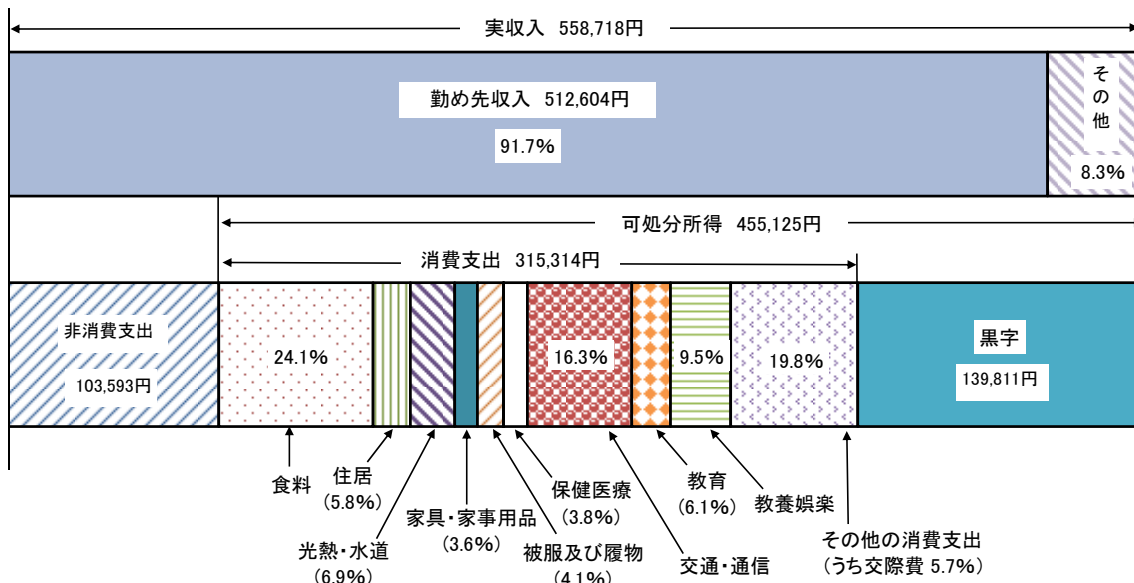 実収入 558,718円
勤め先収入 512,604円
91.7%
その他
8.3%
可処分所得 455,125円
消費支出 315,314円
非消費支出
103,593円
24.1%
16.3%
9.5%
19.8%
黒字
139,811円
食料
住居
(5.8%)
光熱・水道
(6.9%)
家具・家事用品
(3.6%)
被服及び履物
(4.1%)
保健医療
(3.8%)
交通・通信
教育
(6.1%)
教養娯楽
その他の消費支出
(うち交際費 5.7%)